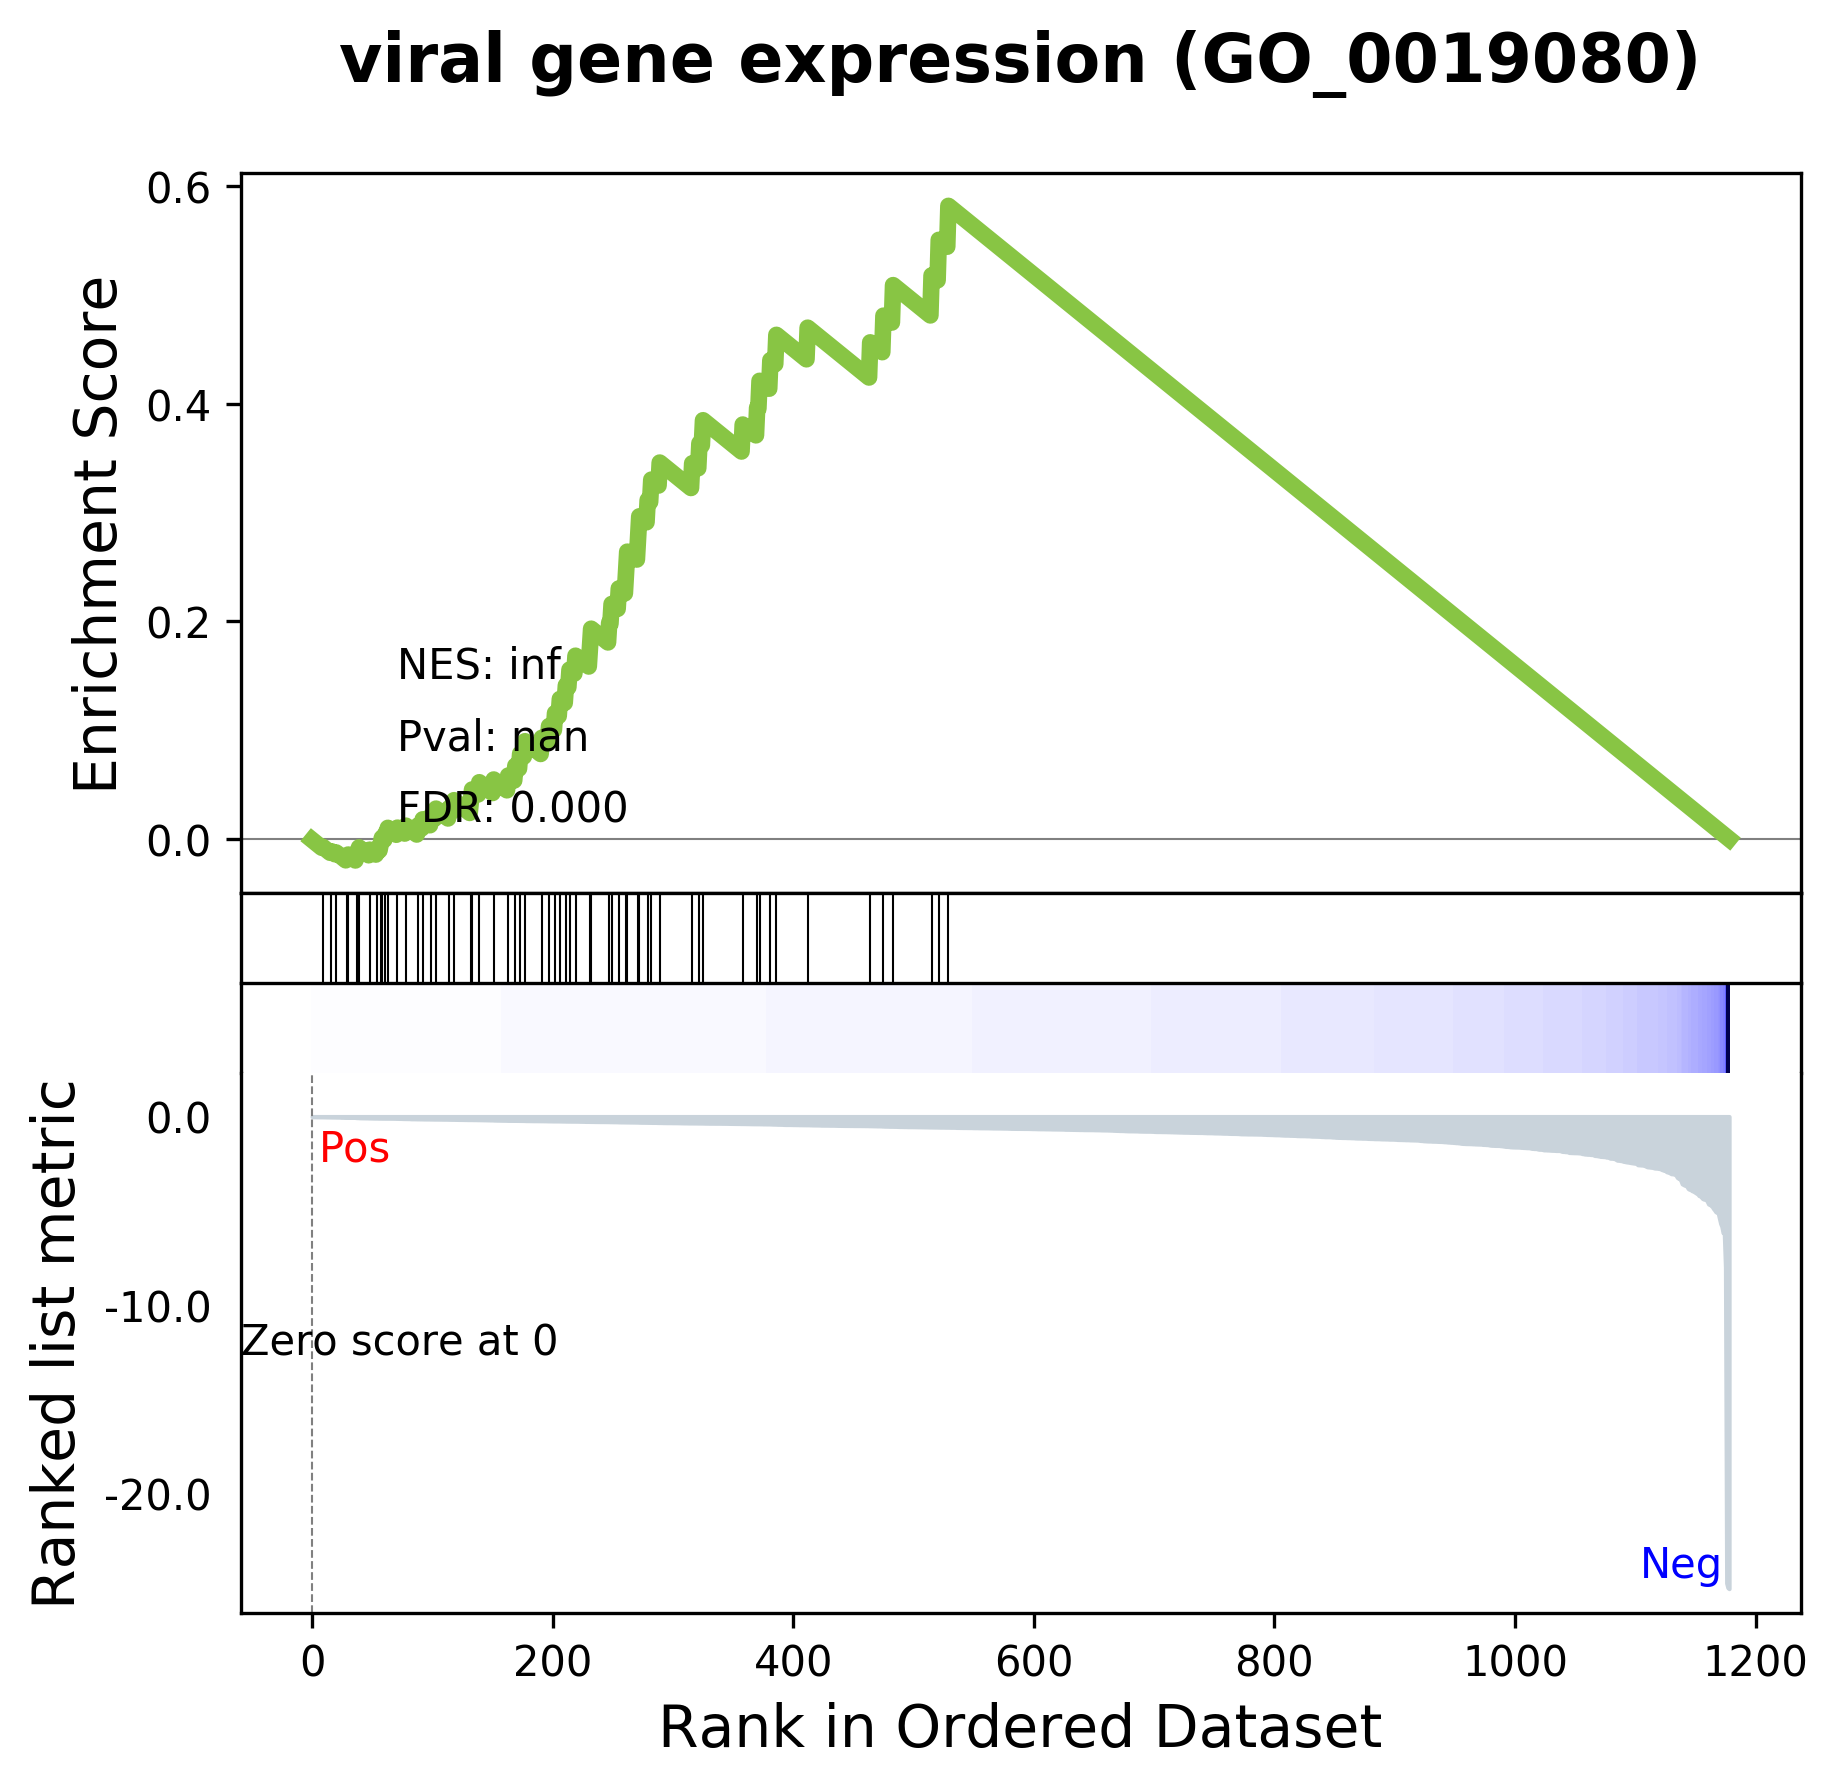 viral gene expression (GO_0019080)
Enrichment Score
0.6
0.4
0.2
0.0
NES: inf
Pval: nan
FDR: 0.000
Ranked list metric
0.0
-10.0
-20.0
Pos
Zero score at 0
Neg
0 200 400 600 800 1000 1200
Rank in Ordered Dataset